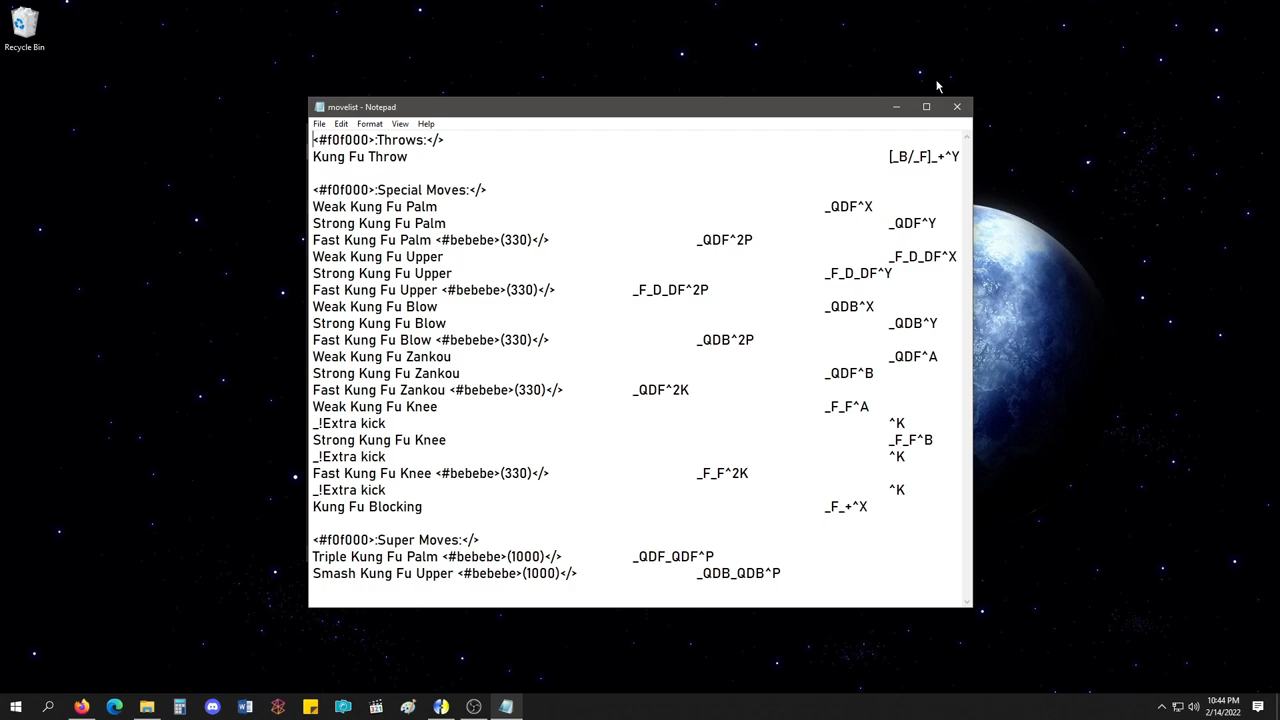 Recycle Bin
movelist - Notepad
File Edit Format View Help
<#f0f000>:Throws:</>
Kung Fu Throw [_B/_F]_+^Y
<#f0f000>:Special Moves:</>
Weak Kung Fu Palm _QDF^X
Strong Kung Fu Palm _QDF^Y
Fast Kung Fu Palm <#bebebe>(330)</> _QDF^2P
Weak Kung Fu Upper _F_D_DF^X
Strong Kung Fu Upper _F_D_DF^Y
Fast Kung Fu Upper <#bebebe>(330)</> _F_D_DF^2P
Weak Kung Fu Blow _QDB^X
Strong Kung Fu Blow _QDB^Y
Fast Kung Fu Blow <#bebebe>(330)</> _QDB^2P
Weak Kung Fu Zankou _QDF^A
Strong Kung Fu Zankou _QDF^B
Fast Kung Fu Zankou <#bebebe>(330)</> _QDF^2K
Weak Kung Fu Knee _F_F^A
_!Extra kick ^K
Strong Kung Fu Knee _F_F^B
_!Extra kick ^K
Fast Kung Fu Knee <#bebebe>(330)</> _F_F^2K
_!Extra kick ^K
Kung Fu Blocking _F_+^X
<#f0f000>:Super Moves:</>
Triple Kung Fu Palm <#bebebe>(1000)</> _QDF_QDF^P
Smash Kung Fu Upper <#bebebe>(1000)</> _QDB_QDB^P
10:44 PM
2/14/2022